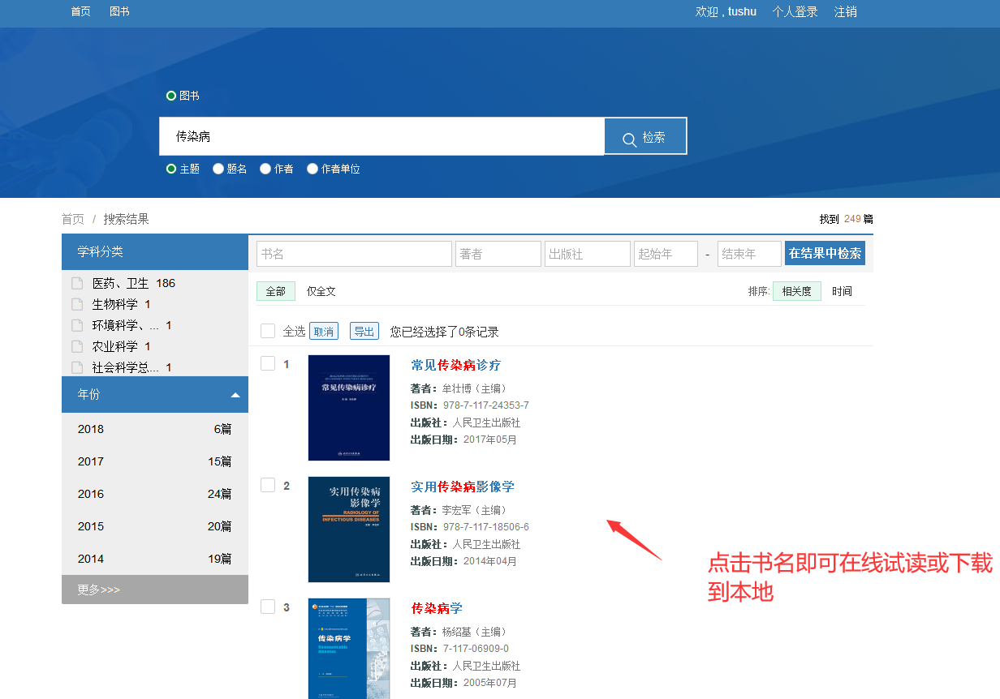 首页 图书 欢迎 , tushu 个人登录 注销
图书
传染病 检索
主题 题名 作者 作者单位
首页 / 搜索结果 找到 249 篇
学科分类
医药、卫生 186
生物科学 1
环境科学、... 1
农业科学 1
社会科学总... 1
年份
2018 6篇
2017 15篇
2016 24篇
2015 20篇
2014 19篇
更多>>>
书名 著者 出版社 起始年 - 结束年 在结果中检索
全部 仅全文 排序: 相关度 时间
全选 取消 导出 您已经选择了0条记录
1
常见传染病诊疗
常见传染病诊疗
著者：牟壮博（主编）
ISBN：978-7-117-24353-7
出版社：人民卫生出版社
出版日期：2017年05月
2
实用传染病
影像学
RADIOLOGY OF
INFECTIOUS DISEASES
实用传染病影像学
著者：李宏军（主编）
ISBN：978-7-117-18506-6
出版社：人民卫生出版社
出版日期：2014年04月
3
传染病学
传染病学
著者：杨绍基（主编）
ISBN：7-117-06909-0
出版社：人民卫生出版社
出版日期：2005年07月
点击书名即可在线试读或下载
到本地